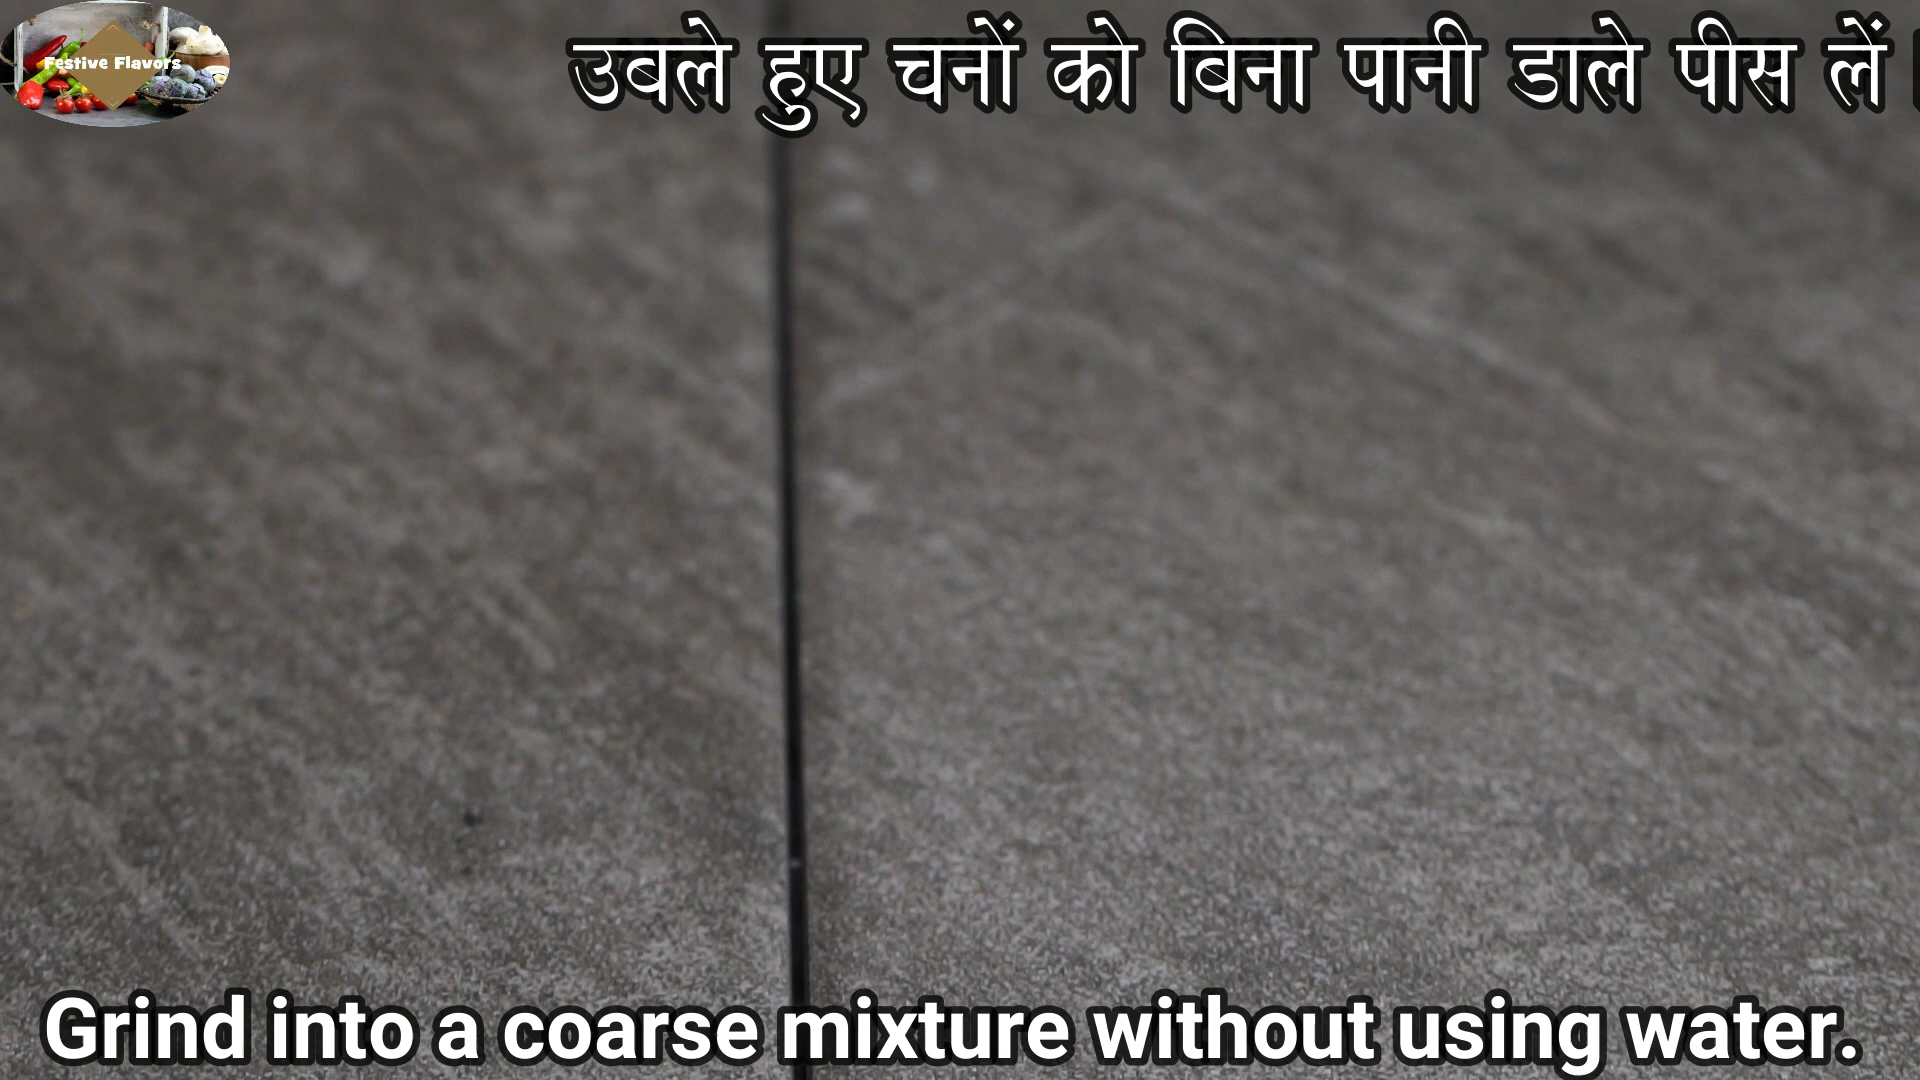 Festive Flavors
उबले हुए चनों को बिना पानी डाले पीस लें
Grind into a coarse mixture without using water.